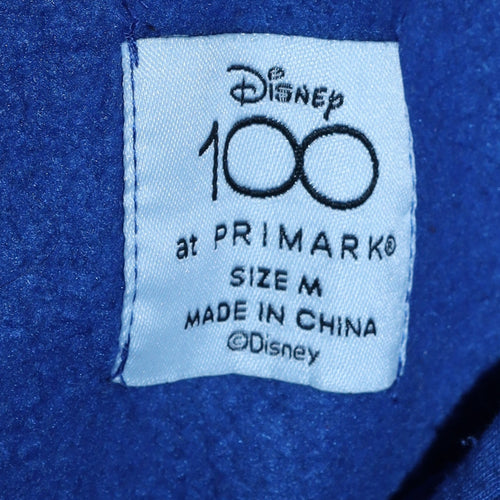 Disney
100
at PRIMARK®
SIZE M
MADE IN CHINA
©Disney